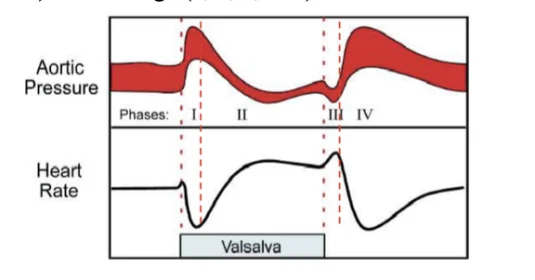 Aortic
Pressure
Phases: I II III IV
Heart
Rate
Valsalva